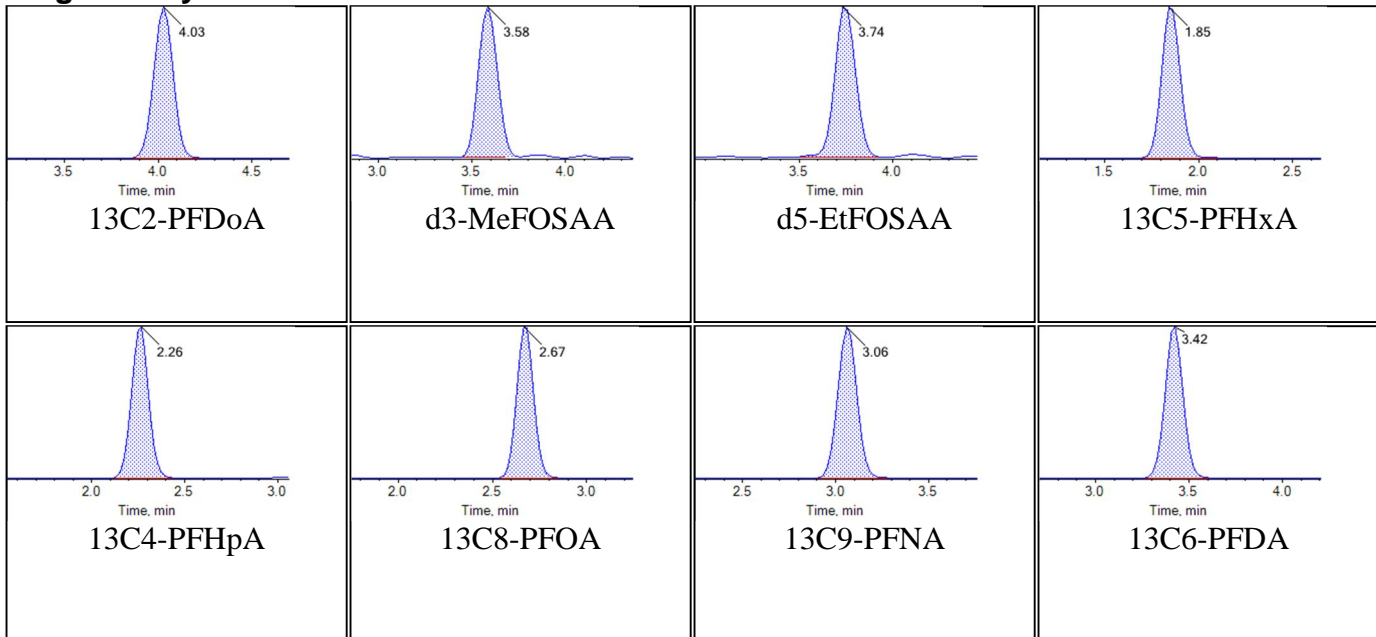 4.03
3.5 4.0 4.5
Time, min
13C2-PFDoA
3.58
3.0 3.5 4.0
Time, min
d3-MeFOSAA
3.74
3.5 4.0
Time, min
d5-EtFOSAA
1.85
1.5 2.0 2.5
Time, min
13C5-PFHxA
2.26
2.0 2.5 3.0
Time, min
13C4-PFHpA
2.67
2.0 2.5 3.0
Time, min
13C8-PFOA
3.06
2.5 3.0 3.5
Time, min
13C9-PFNA
3.42
3.0 3.5 4.0
Time, min
13C6-PFDA